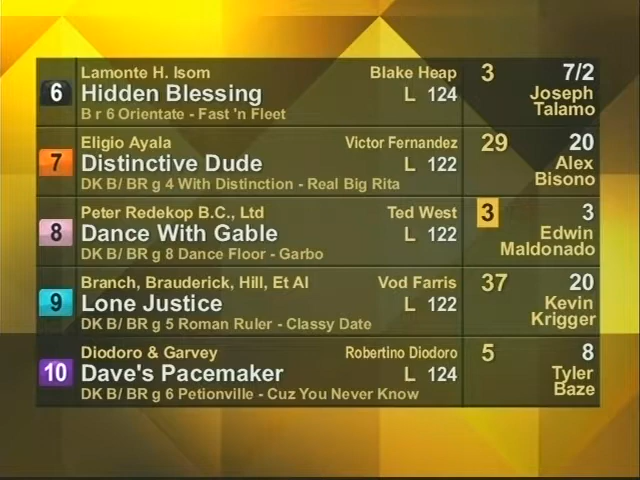 6 Lamonte H. Isom Blake Heap 3 7/2
Hidden Blessing L 124 Joseph
B r 6 Orientate - Fast 'n Fleet Talamo
7 Eligio Ayala Victor Fernandez 29 20
Distinctive Dude L 122 Alex
DK B/ BR g 4 With Distinction - Real Big Rita Bisono
8 Peter Redekop B.C., Ltd Ted West 3 3
Dance With Gable L 122 Edwin
DK B/ BR g 8 Dance Floor - Garbo Maldonado
9 Branch, Brauderick, Hill, Et Al Vod Farris 37 20
Lone Justice L 122 Kevin
DK B/ BR g 5 Roman Ruler - Classy Date Krigger
10 Diodoro & Garvey Robertino Diodoro 5 8
Dave's Pacemaker L 124 Tyler
DK B/ BR g 6 Petionville - Cuz You Never Know Baze